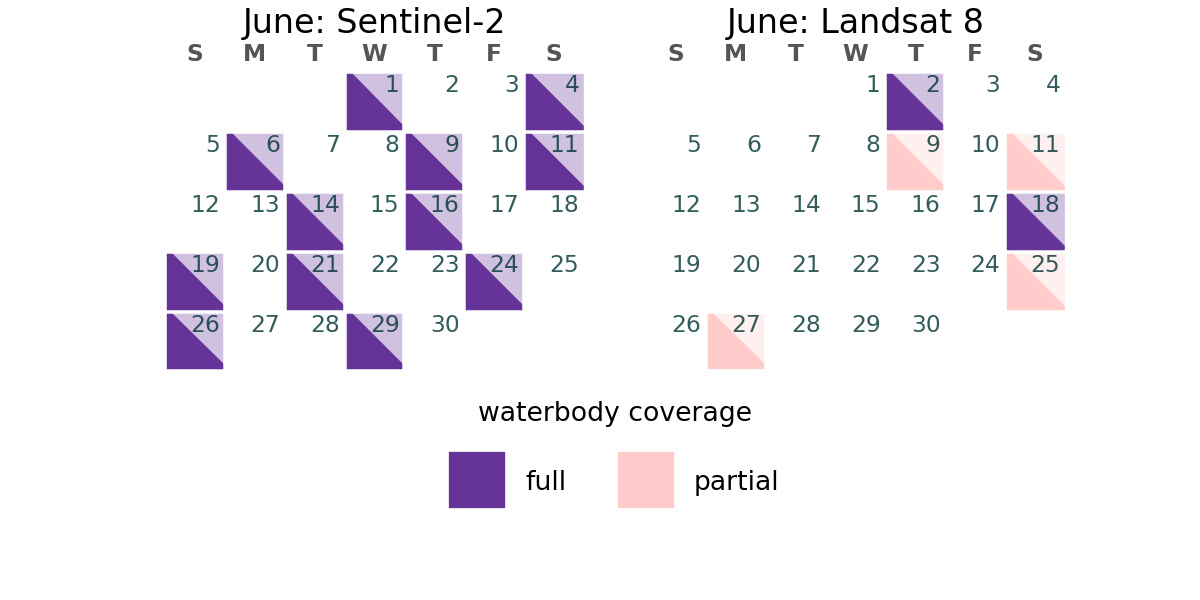 June: Sentinel-2
S M T W T F S
1 2 3 4
5 6 7 8 9 10 11
12 13 14 15 16 17 18
19 20 21 22 23 24 25
26 27 28 29 30
June: Landsat 8
S M T W T F S
1 2 3 4
5 6 7 8 9 10 11
12 13 14 15 16 17 18
19 20 21 22 23 24 25
26 27 28 29 30
waterbody coverage
full partial